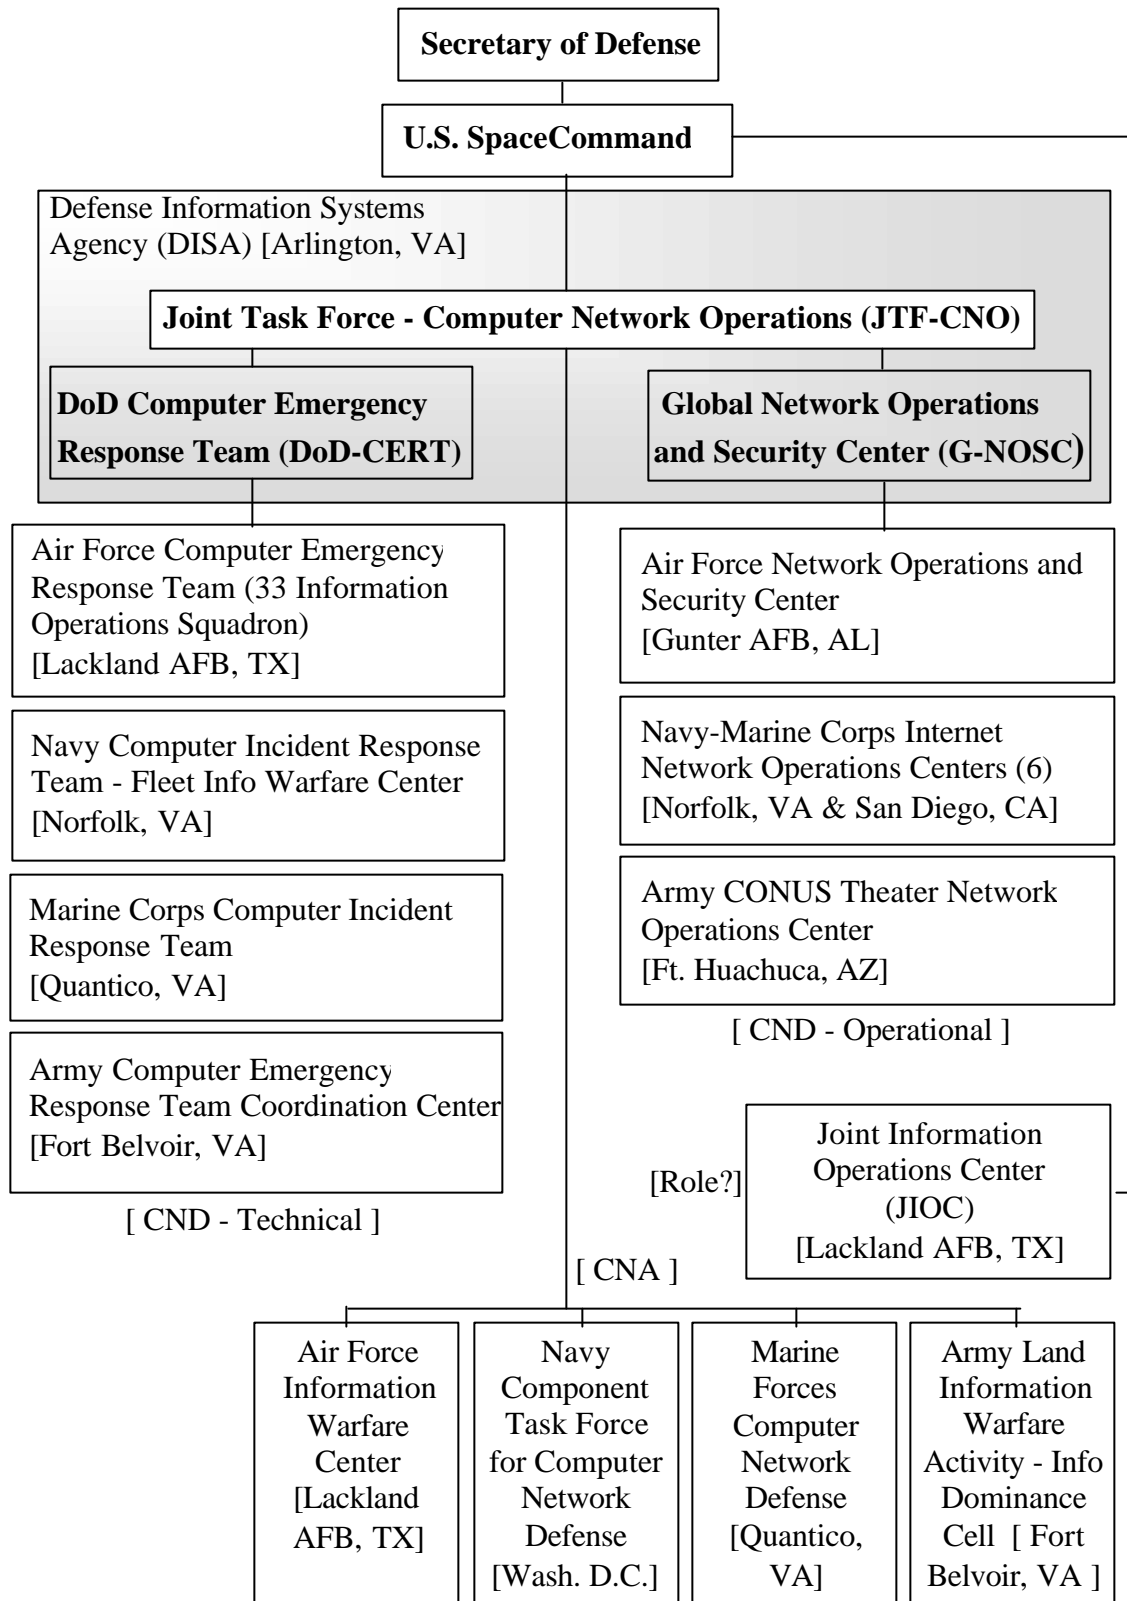 Secretary of Defense
U.S. SpaceCommand
Defense Information Systems
Agency (DISA) [Arlington, VA]
Joint Task Force - Computer Network Operations (JTF-CNO)
DoD Computer Emergency
Response Team (DoD-CERT)
Global Network Operations
and Security Center (G-NOSC)
Air Force Computer Emergency
Response Team (33 Information
Operations Squadron)
[Lackland AFB, TX]
Navy Computer Incident Response
Team - Fleet Info Warfare Center
[Norfolk, VA]
Marine Corps Computer Incident
Response Team
[Quantico, VA]
Army Computer Emergency
Response Team Coordination Center
[Fort Belvoir, VA]
[ CND - Technical ]
Air Force Network Operations and
Security Center
[Gunter AFB, AL]
Navy-Marine Corps Internet
Network Operations Centers (6)
[Norfolk, VA & San Diego, CA]
Army CONUS Theater Network
Operations Center
[Ft. Huachuca, AZ]
[ CND - Operational ]
[Role?]
Joint Information
Operations Center
(JIOC)
[Lackland AFB, TX]
[ CNA ]
Air Force
Information
Warfare
Center
[Lackland
AFB, TX]
Navy
Component
Task Force
for Computer
Network
Defense
[Wash. D.C.]
Marine
Forces
Computer
Network
Defense
[Quantico,
VA]
Army Land
Information
Warfare
Activity - Info
Dominance
Cell [ Fort
Belvoir, VA ]